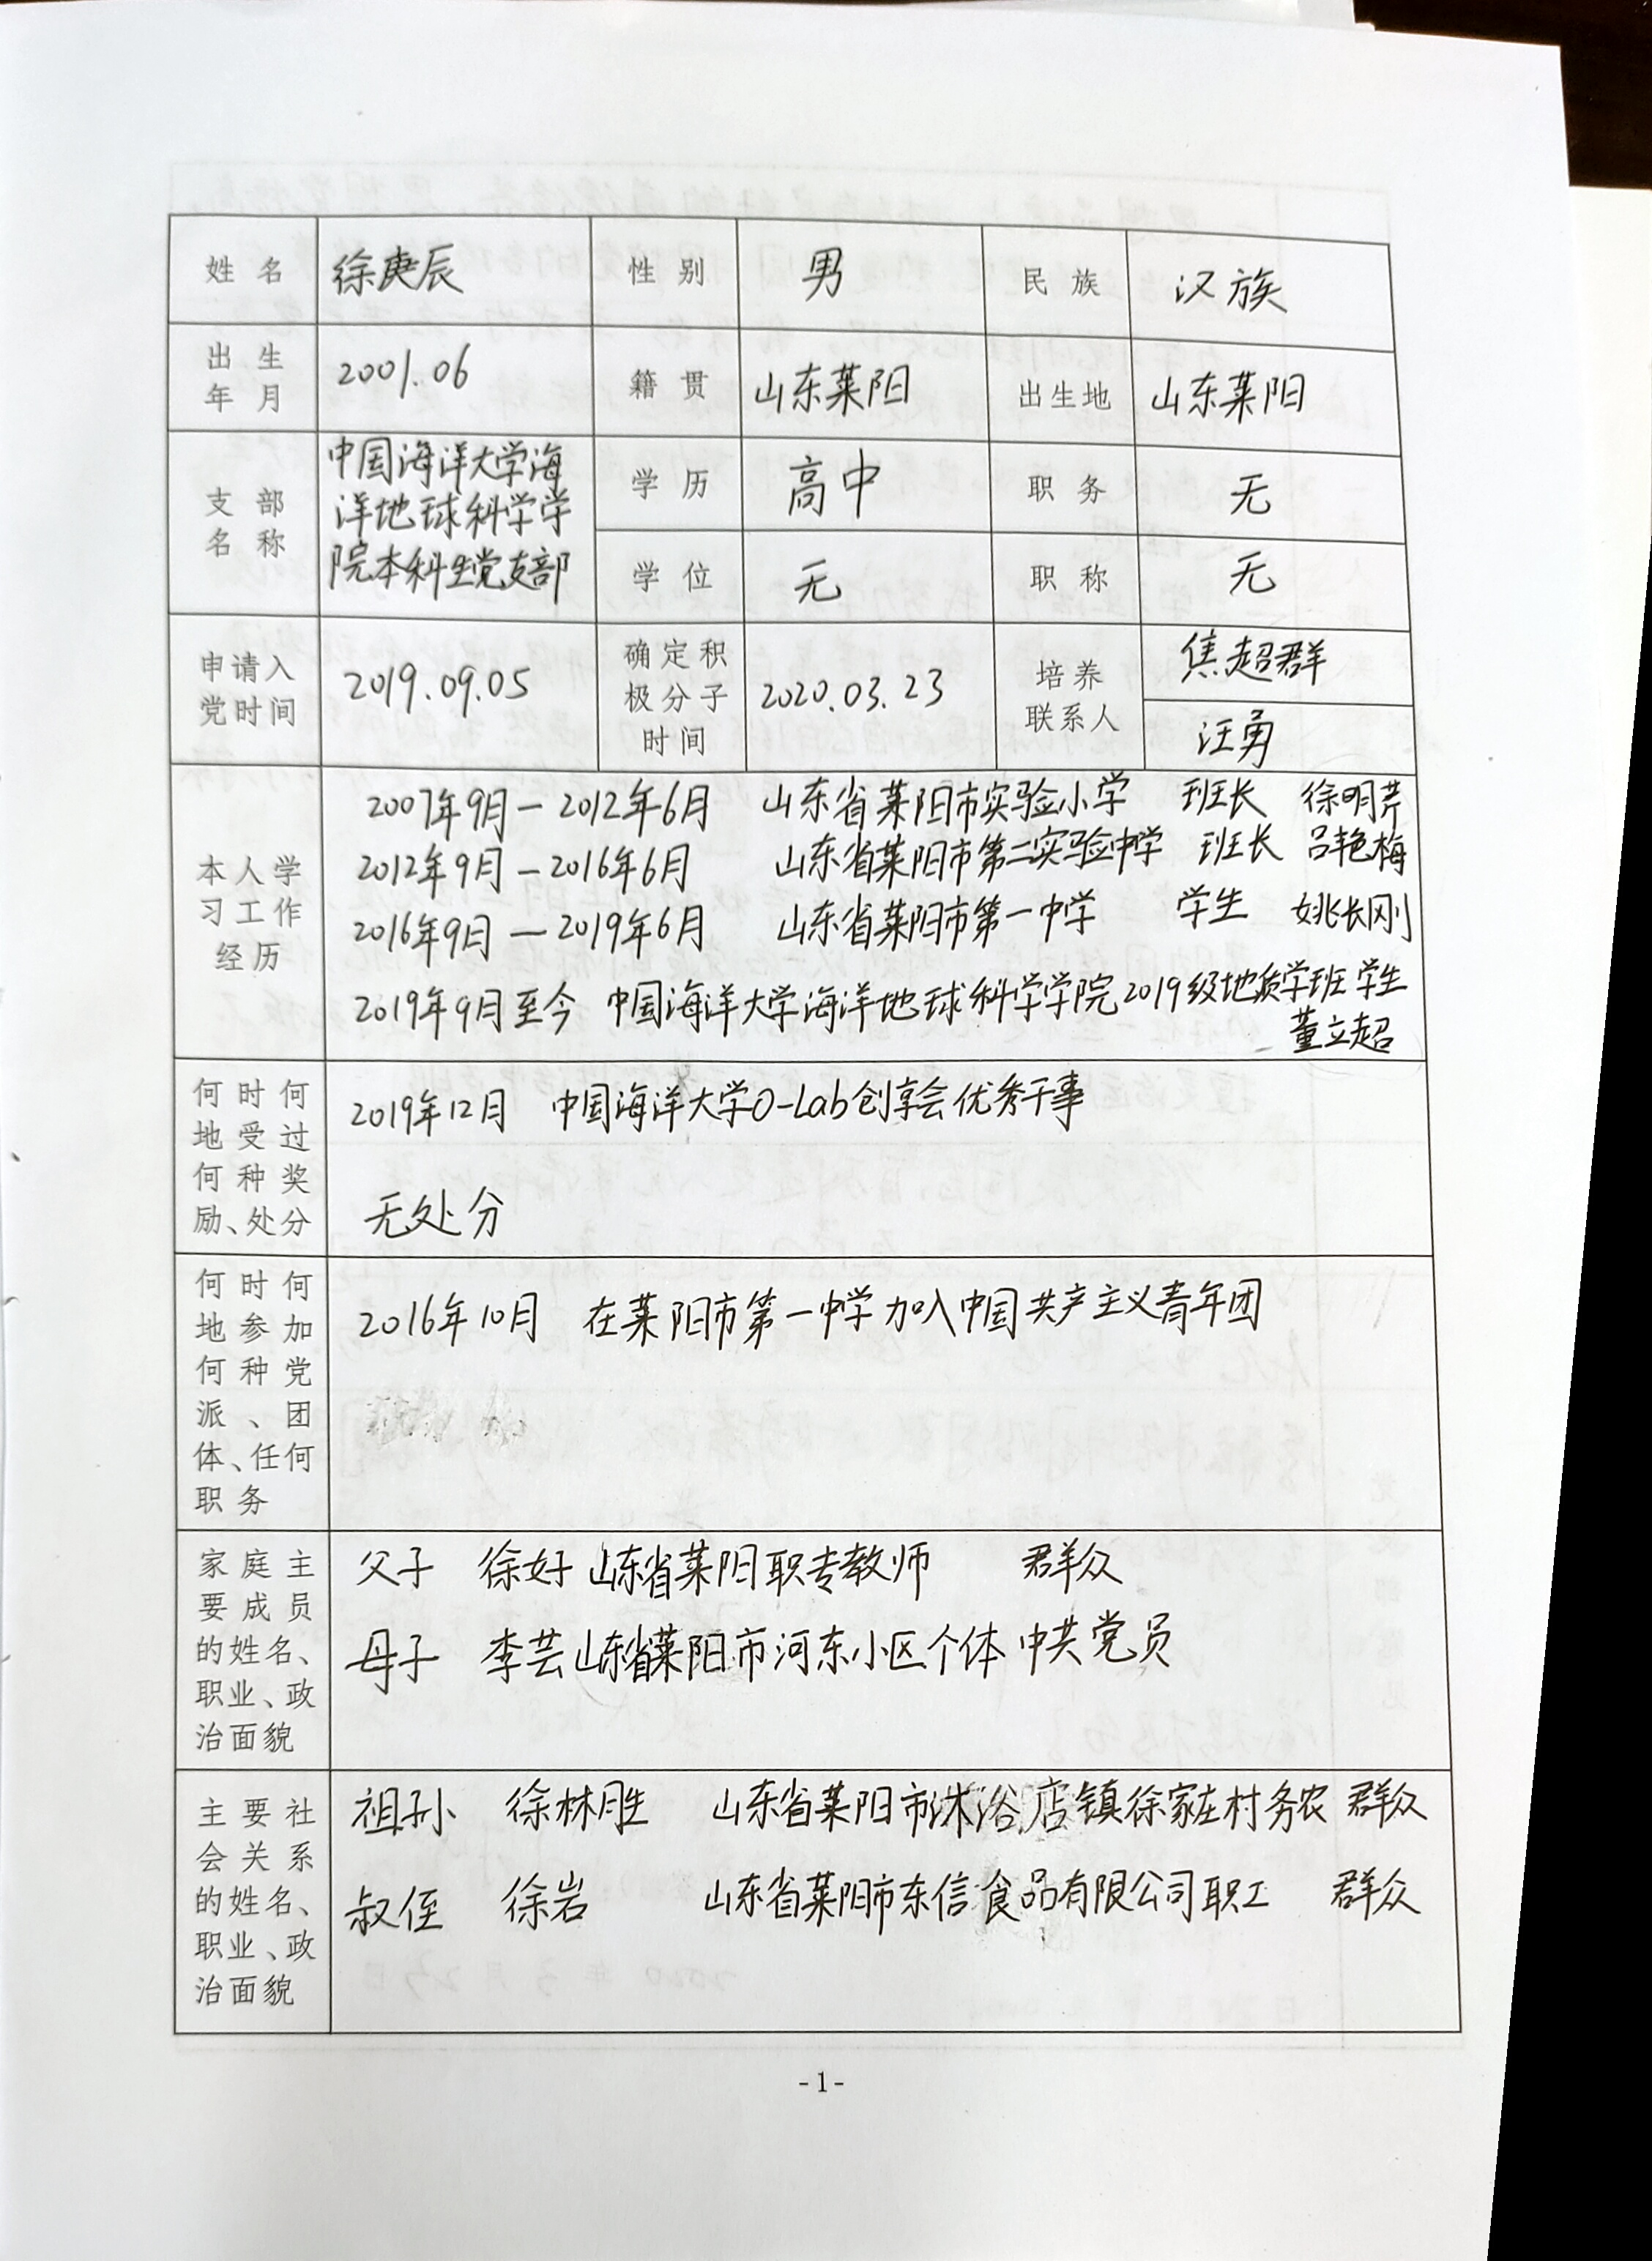 姓名 徐庚辰 性别 男 民族 汉族
出生年月 2001.06 籍贯 山东莱阳 出生地 山东莱阳
支部名称 中国海洋大学海洋地球科学学院本科生党支部 学历 高中 职务 无
学位 无 职称 无
申请入党时间 2019.09.05 确定积极分子时间 2020.03.23 培养联系人 焦超群
汪勇
本人学习工作经历
2007年9月—2012年6月 山东省莱阳市实验小学 班长 徐明芹
2012年9月—2016年6月 山东省莱阳市第二实验中学 班长 吕艳梅
2016年9月—2019年6月 山东省莱阳市第一中学 学生 姚长刚
2019年9月至今 中国海洋大学海洋地球科学学院2019级地质学班 学生
董立超
何时何地受过何种奖励、处分
2019年12月 中国海洋大学O-Lab创享会优秀干事
无处分
何时何地参加何种党派、团体、任何职务
2016年10月 在莱阳市第一中学加入中国共产主义青年团
家庭主要成员的姓名、职业、政治面貌
父子 徐好 山东省莱阳职专教师 群众
母子 李芸 山东省莱阳市河东小区个体 中共党员
主要社会关系的姓名、职业、政治面貌
祖孙 徐林胜 山东省莱阳市沐浴店镇徐家庄村务农 群众
叔侄 徐岩 山东省莱阳市东信食品有限公司职工 群众
-1-